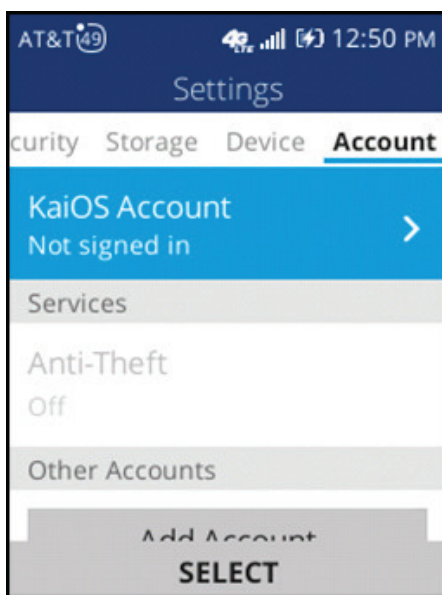 AT&T 49 4G LTE 12:50 PM
Settings
curity Storage Device Account
KaiOS Account
Not signed in
Services
Anti-Theft
Off
Other Accounts
Add Account
SELECT